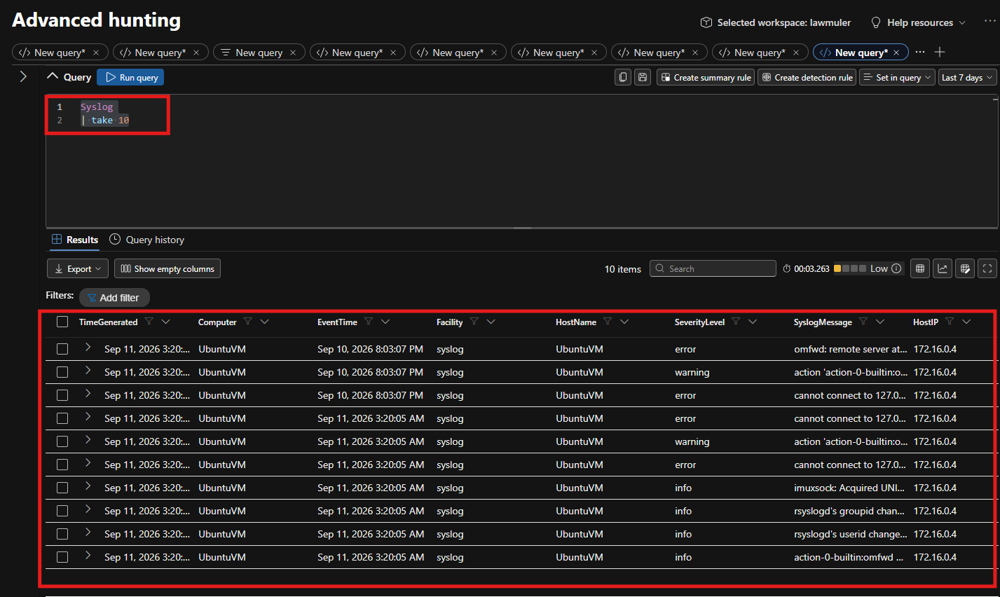 Advanced hunting
Selected workspace: lawmuler
Help resources
New query* New query* New query New query* New query* New query* New query* New query* New query*
Query
Run query
Create summary rule
Create detection rule
Set in query
Last 7 days
1 Syslog
2 | take 10
Results
Query history
Export
Show empty columns
10 items
Search
00:03.263
Low
Filters:
Add filter
TimeGenerated Computer EventTime Facility HostName SeverityLevel SyslogMessage HostIP
Sep 11, 2026 3:20:... UbuntuVM Sep 10, 2026 8:03:07 PM syslog UbuntuVM error omfwd: remote server at... 172.16.0.4
Sep 11, 2026 3:20:... UbuntuVM Sep 10, 2026 8:03:07 PM syslog UbuntuVM warning action 'action-0-builtin:o... 172.16.0.4
Sep 11, 2026 3:20:... UbuntuVM Sep 10, 2026 8:03:07 PM syslog UbuntuVM error cannot connect to 127.0... 172.16.0.4
Sep 11, 2026 3:20:... UbuntuVM Sep 11, 2026 3:20:05 AM syslog UbuntuVM error cannot connect to 127.0... 172.16.0.4
Sep 11, 2026 3:20:... UbuntuVM Sep 11, 2026 3:20:05 AM syslog UbuntuVM warning action 'action-0-builtin:o... 172.16.0.4
Sep 11, 2026 3:20:... UbuntuVM Sep 11, 2026 3:20:05 AM syslog UbuntuVM error cannot connect to 127.0... 172.16.0.4
Sep 11, 2026 3:20:... UbuntuVM Sep 11, 2026 3:20:05 AM syslog UbuntuVM info imuxsock: Acquired UNI... 172.16.0.4
Sep 11, 2026 3:20:... UbuntuVM Sep 11, 2026 3:20:05 AM syslog UbuntuVM info rsyslogd's groupid chan... 172.16.0.4
Sep 11, 2026 3:20:... UbuntuVM Sep 11, 2026 3:20:05 AM syslog UbuntuVM info rsyslogd's userid change... 172.16.0.4
Sep 11, 2026 3:20:... UbuntuVM Sep 11, 2026 3:20:05 AM syslog UbuntuVM info action-0-builtin:omfwd ... 172.16.0.4